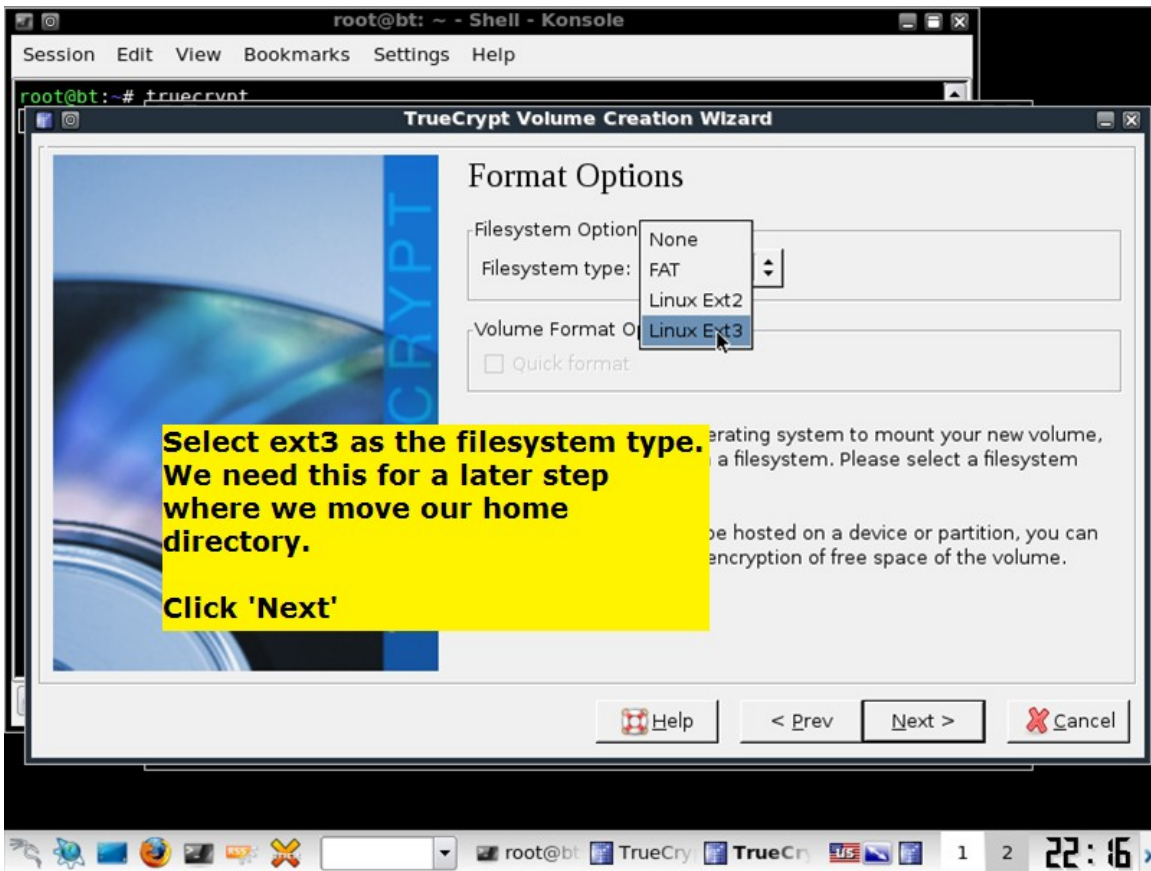 root@bt: ~ - Shell - Konsole
Session Edit View Bookmarks Settings Help
root@bt:~# truecrypt
TrueCrypt Volume Creation Wizard
CRYPT
Format Options
Filesystem Option
Filesystem type:
None
FAT
Linux Ext2
Linux Ext3
Volume Format O
Quick format
erating system to mount your new volume,
a filesystem. Please select a filesystem
be hosted on a device or partition, you can
encryption of free space of the volume.
Select ext3 as the filesystem type.
We need this for a later step
where we move our home
directory.
Click 'Next'
Help
< Prev
Next >
Cancel
root@bt TrueCry TrueCr US 1 2 22:16